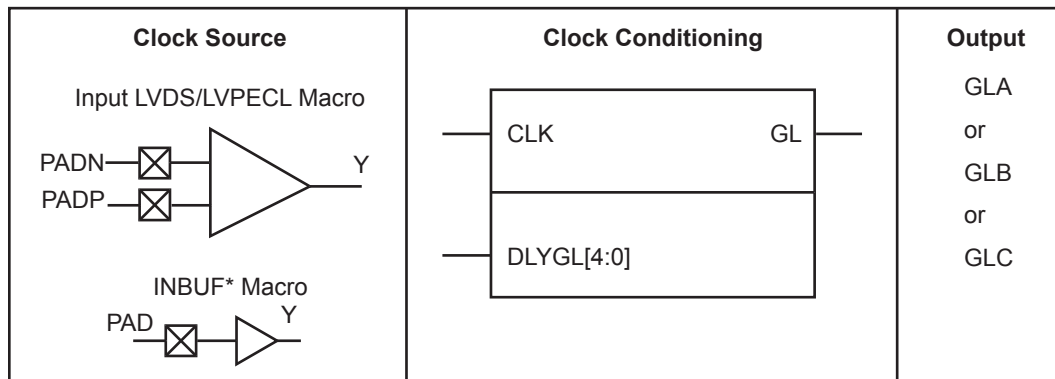 Clock Source
Input LVDS/LVPECL Macro
PADN
PADP
Y
INBUF* Macro
PAD
Y
Clock Conditioning
CLK
GL
DLYGL[4:0]
Output
GLA
or
GLB
or
GLC